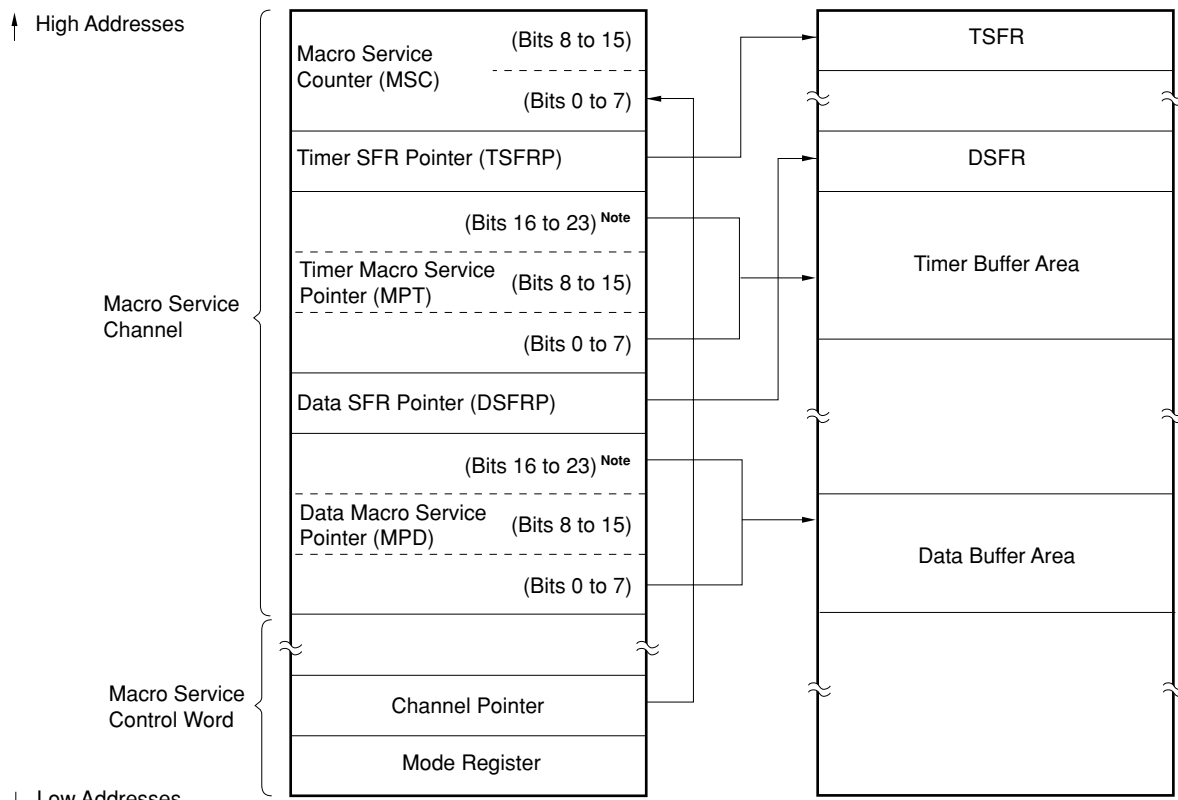 High Addresses
Macro Service
Counter (MSC)
(Bits 8 to 15)
(Bits 0 to 7)
Timer SFR Pointer (TSFRP)
(Bits 16 to 23) Note
Timer Macro Service
Pointer (MPT)
(Bits 8 to 15)
(Bits 0 to 7)
Data SFR Pointer (DSFRP)
(Bits 16 to 23) Note
Data Macro Service
Pointer (MPD)
(Bits 8 to 15)
(Bits 0 to 7)
Channel Pointer
Mode Register
Macro Service
Channel
Macro Service
Control Word
Low Addresses
TSFR
DSFR
Timer Buffer Area
Data Buffer Area